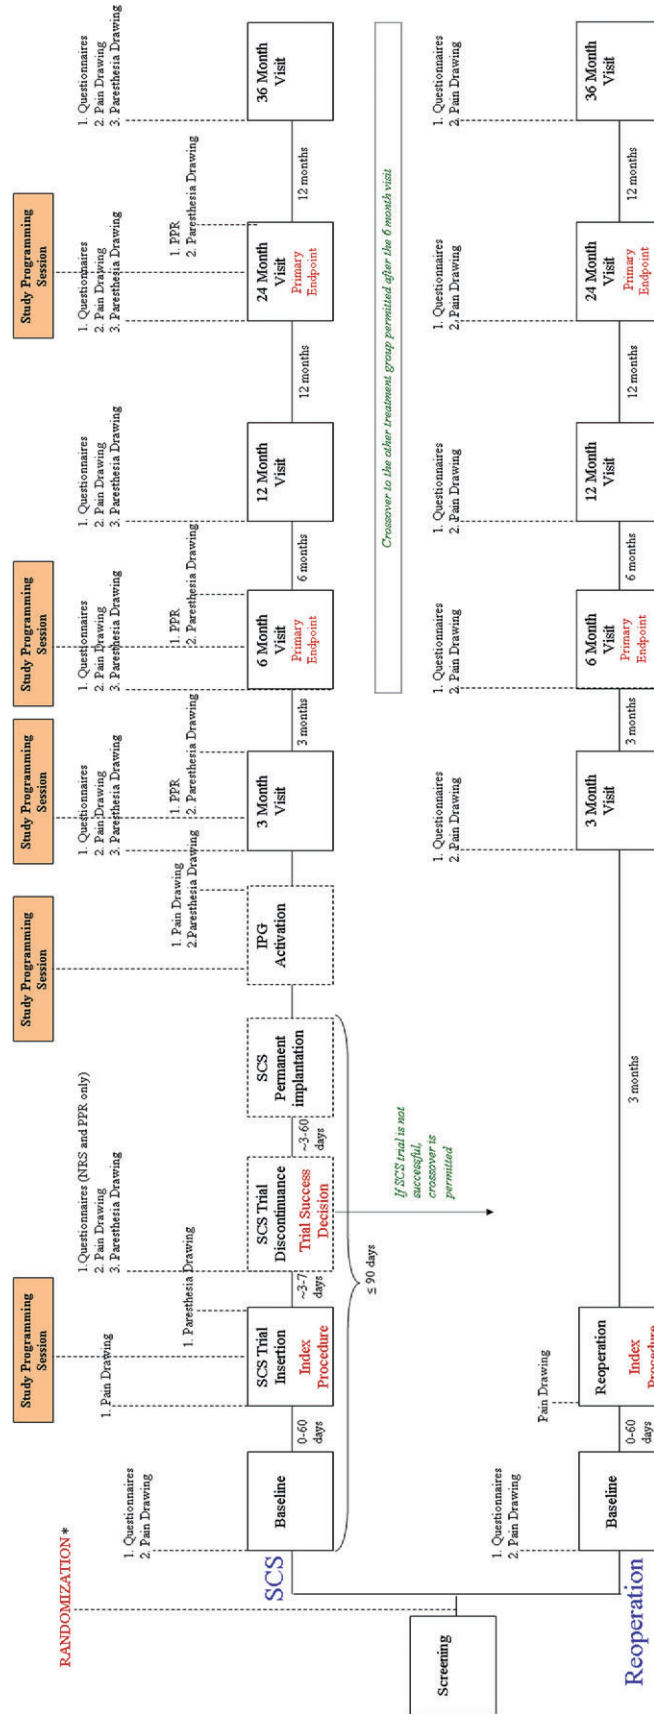 RANDOMIZATION *
Screening
SCS
1. Questionnaires
2. Pain Drawing
Baseline
0-60
days
Study Programming
Session
1. Pain Drawing
1. Paresthesia Drawing
SCS Trial
Insertion
Index
Procedure
~3-7
days
1. Questionnaires (NRS and PPR only)
2. Pain Drawing
3. Paresthesia Drawing
SCS Trial
Discontinuance
Trial Success
Decision
~3-60
days
SCS
Permanent
implantation
≤ 90 days
If SCS trial is not
successful,
crossover is
permitted
Study Programming
Session
1. Pain Drawing
2.Paresthesia Drawing
IPG
Activation
Study Programming
Session
1. Questionnaires
2. Pain Drawing
3. Paresthesia Drawing
1. PPR
2. Paresthesia Drawing
3 Month
Visit
3 months
Study Programming
Session
1. Questionnaires
2. Pain Drawing
3. Paresthesia Drawing
1. PPR
2. Paresthesia Drawing
6 Month
Visit
Primary
Endpoint
6 months
1. Questionnaires
2. Pain Drawing
3. Paresthesia Drawing
12 Month
Visit
12 months
Study Programming
Session
1. Questionnaires
2. Pain Drawing
3. Paresthesia Drawing
1. PPR
2. Paresthesia Drawing
24 Month
Visit
Primary
Endpoint
12 months
1. Questionnaires
2. Pain Drawing
3. Paresthesia Drawing
36 Month
Visit
Crossover to the other treatment group permitted after the 6 month visit
Reoperation
1. Questionnaires
2. Pain Drawing
Baseline
0-60
days
Pain Drawing
Reoperation
Index
Procedure
3 months
1. Questionnaires
2. Pain Drawing
3 Month
Visit
3 months
1. Questionnaires
2. Pain Drawing
6 Month
Visit
Primary
Endpoint
6 months
1. Questionnaires
2. Pain Drawing
12 Month
Visit
12 months
1. Questionnaires
2. Pain Drawing
24 Month
Visit
Primary
Endpoint
12 months
1. Questionnaires
2. Pain Drawing
36 Month
Visit